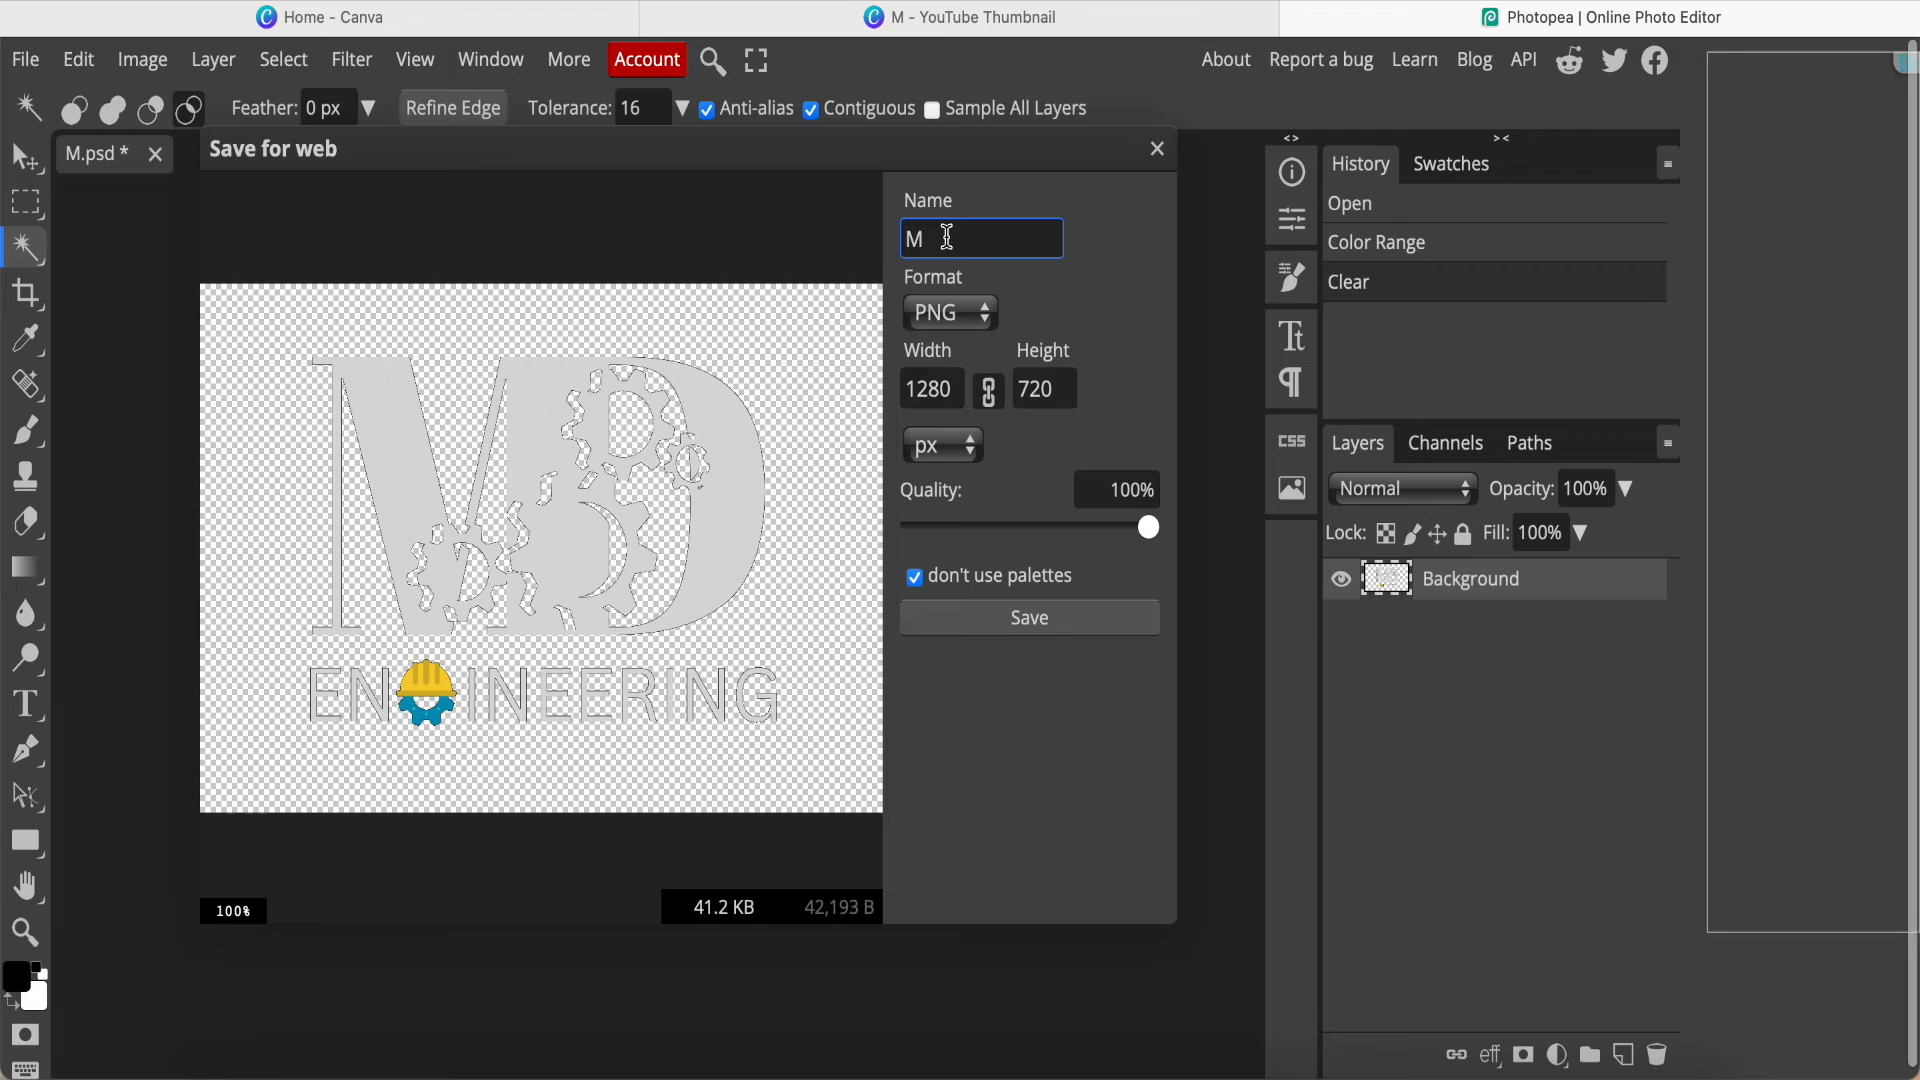 Home - Canva
M - YouTube Thumbnail
Photopea | Online Photo Editor
File Edit Image Layer Select Filter View Window More Account
About Report a bug Learn Blog API
Feather: 0 px Refine Edge Tolerance: 16 Anti-alias Contiguous Sample All Layers
M.psd *
Save for web
Name
M
Format
PNG
Width Height
1280 720
px
Quality: 100%
don't use palettes
Save
MD
ENGINEERING
100%
41.2 KB 42,193 B
History Swatches
Open
Color Range
Clear
CSS
Layers Channels Paths
Normal Opacity: 100%
Lock: Fill: 100%
Background
eff